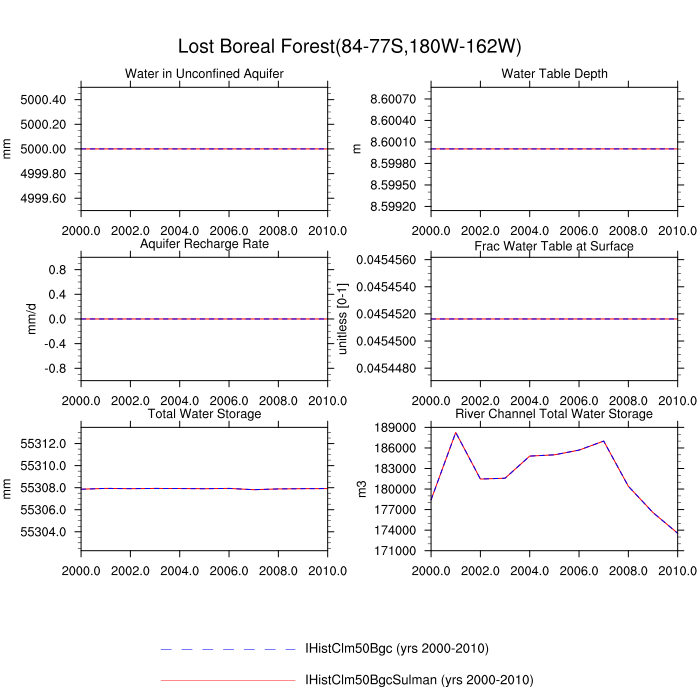 Lost Boreal Forest(84-77S,180W-162W)
Water in Unconfined Aquifer
5000.40
5000.20
5000.00
4999.80
4999.60
mm
2000.0 2002.0 2004.0 2006.0 2008.0 2010.0
Water Table Depth
8.60070
8.60040
8.60010
8.59980
8.59950
8.59920
m
2000.0 2002.0 2004.0 2006.0 2008.0 2010.0
Aquifer Recharge Rate
0.8
0.4
0.0
-0.4
-0.8
mm/d
2000.0 2002.0 2004.0 2006.0 2008.0 2010.0
Frac Water Table at Surface
0.0454560
0.0454540
0.0454520
0.0454500
0.0454480
unitless [0-1]
2000.0 2002.0 2004.0 2006.0 2008.0 2010.0
Total Water Storage
55312.0
55310.0
55308.0
55306.0
55304.0
mm
2000.0 2002.0 2004.0 2006.0 2008.0 2010.0
River Channel Total Water Storage
189000
186000
183000
180000
177000
174000
171000
m3
2000.0 2002.0 2004.0 2006.0 2008.0 2010.0
IHistClm50Bgc (yrs 2000-2010)
IHistClm50BgcSulman (yrs 2000-2010)